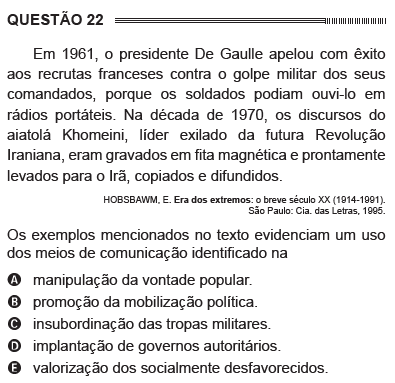 QUESTÃO 22
Em 1961, o presidente De Gaulle apelou com êxito
aos recrutas franceses contra o golpe militar dos seus
comandados, porque os soldados podiam ouvi-lo em
rádios portáteis. Na década de 1970, os discursos do
aiatolá Khomeini, líder exilado da futura Revolução
Iraniana, eram gravados em fita magnética e prontamente
levados para o Irã, copiados e difundidos.
HOBSBAWM, E. Era dos extremos: o breve século XX (1914-1991).
São Paulo: Cia. das Letras, 1995.
Os exemplos mencionados no texto evidenciam um uso
dos meios de comunicação identificado na
A manipulação da vontade popular.
B promoção da mobilização política.
C insubordinação das tropas militares.
D implantação de governos autoritários.
E valorização dos socialmente desfavorecidos.